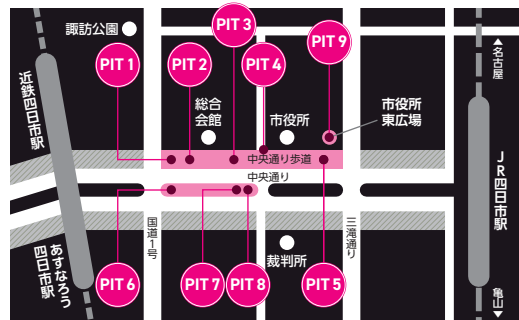 諏訪公園
PIT 1
PIT 2
PIT 3
PIT 4
PIT 9
▲名古屋
近鉄四日市駅
総合
会館
市役所
市役所
東広場
中央通り歩道
中央通り
JR四日市駅
国道1号
三滝通り
あすなろう
四日市駅
裁判所
PIT 6
PIT 7
PIT 8
PIT 5
亀山▼